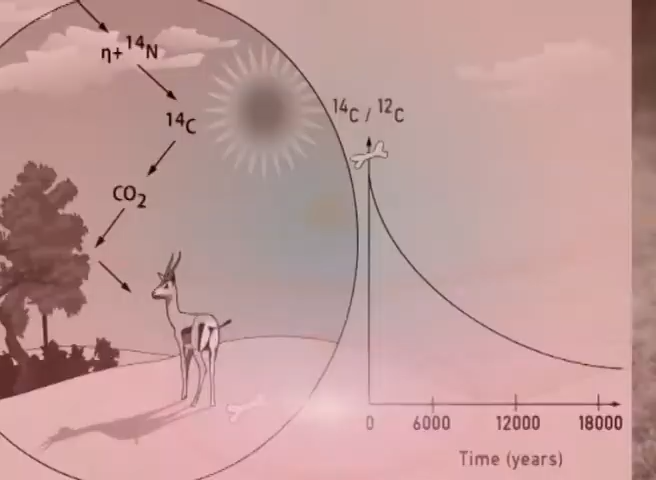 η+ ¹⁴N
¹⁴C
CO₂
¹⁴C / ¹²C
0 6000 12000 18000
Time (years)